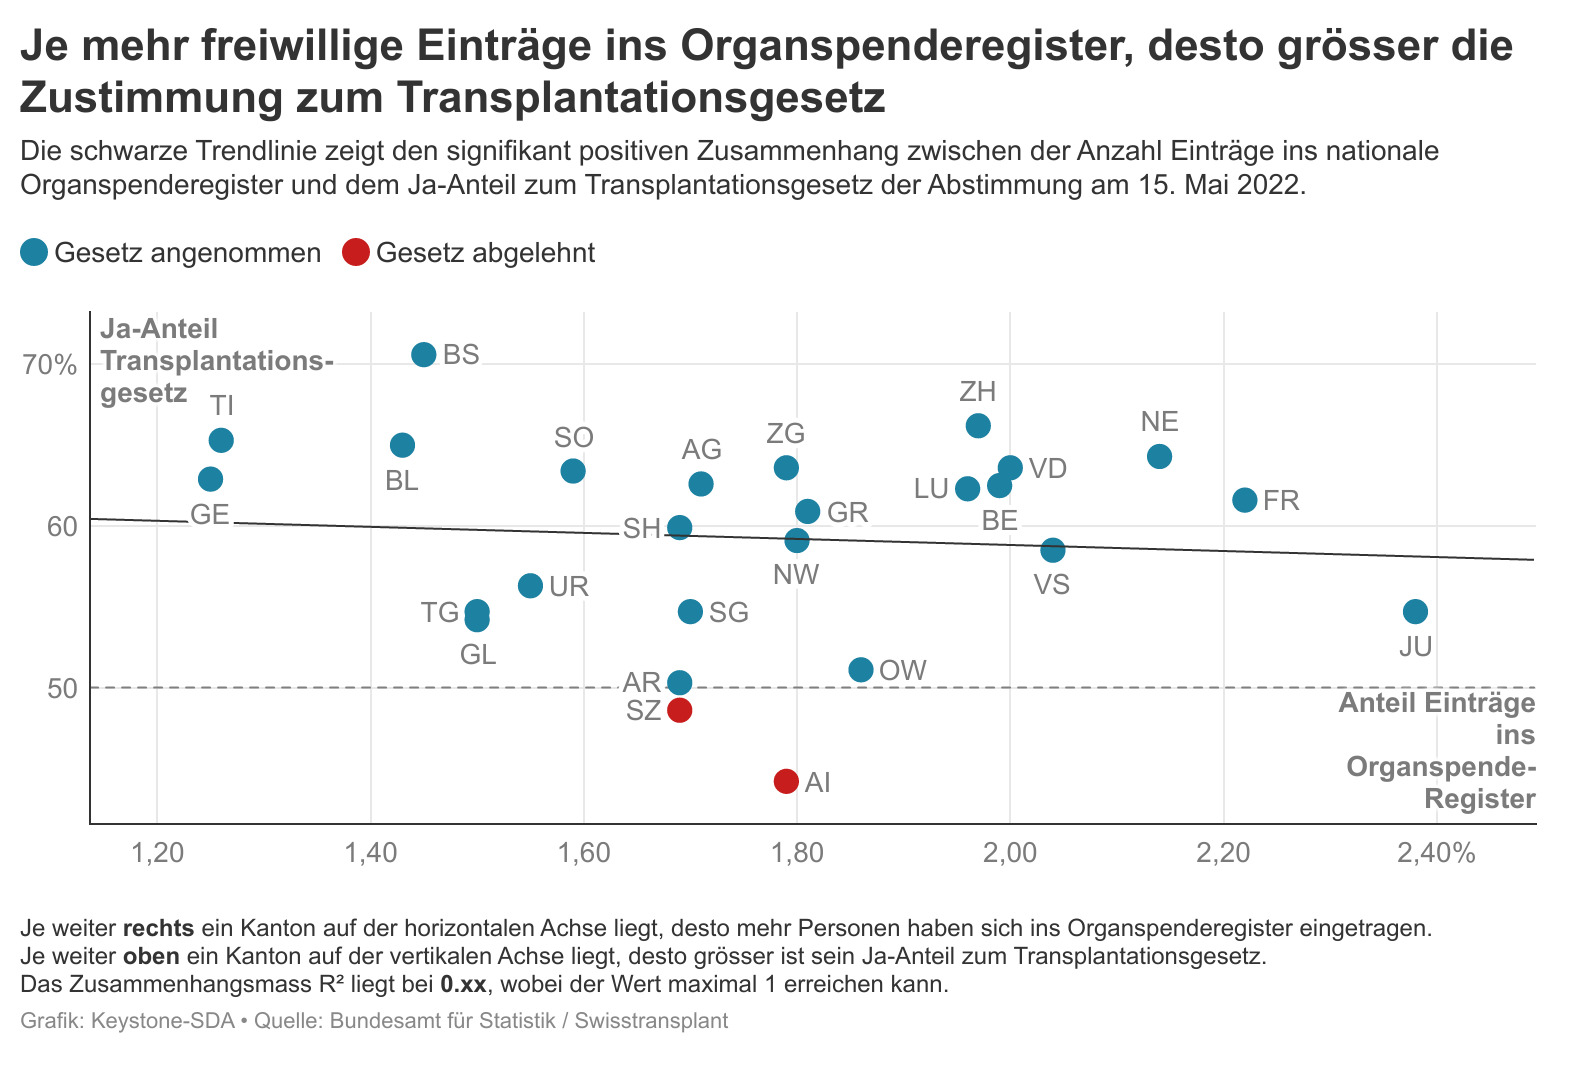 Je mehr freiwillige Einträge ins Organspenderegister, desto grösser die
Zustimmung zum Transplantationsgesetz
Die schwarze Trendlinie zeigt den signifikant positiven Zusammenhang zwischen der Anzahl Einträge ins nationale
Organspenderegister und dem Ja-Anteil zum Transplantationsgesetz der Abstimmung am 15. Mai 2022.
Gesetz angenommen Gesetz abgelehnt
Ja-Anteil
Transplantations-
gesetz
70%
60
50
BS
TI
ZH
NE
SO
ZG
AG
BL
VD
LU
FR
GE
GR
BE
SH
NW
VS
UR
TG
SG
JU
GL
OW
AR
SZ
AI
Anteil Einträge
ins
Organspende-
Register
1,20 1,40 1,60 1,80 2,00 2,20 2,40%
Je weiter rechts ein Kanton auf der horizontalen Achse liegt, desto mehr Personen haben sich ins Organspenderegister eingetragen.
Je weiter oben ein Kanton auf der vertikalen Achse liegt, desto grösser ist sein Ja-Anteil zum Transplantationsgesetz.
Das Zusammenhangsmass R² liegt bei 0.xx, wobei der Wert maximal 1 erreichen kann.
Grafik: Keystone-SDA • Quelle: Bundesamt für Statistik / Swisstransplant